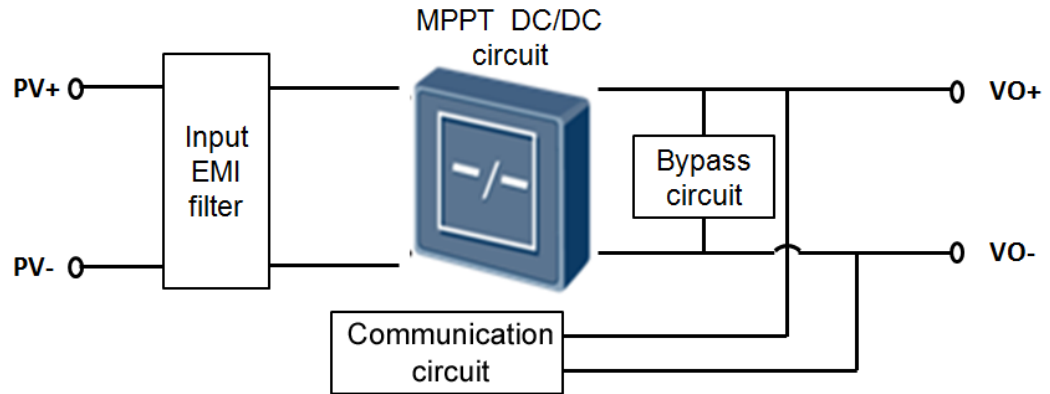 MPPT DC/DC
circuit
PV+
VO+
Input
EMI
filter
Bypass
circuit
PV-
VO-
Communication
circuit